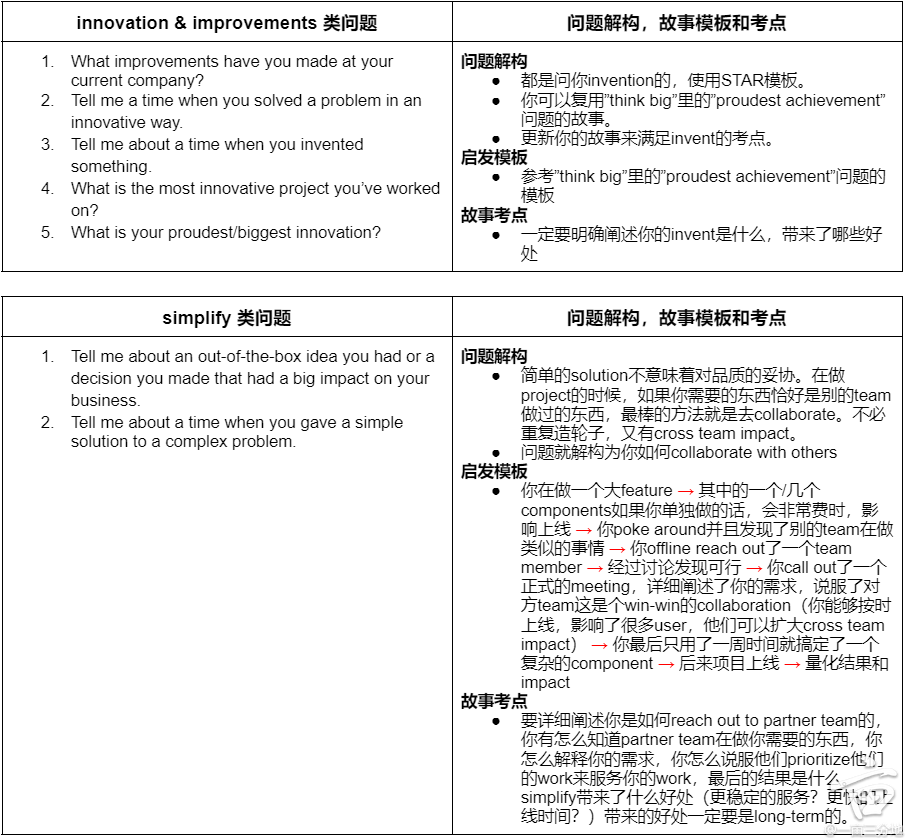 innovation & improvements 类问题
问题解构，故事模板和考点
1. What improvements have you made at your
current company?
2. Tell me a time when you solved a problem in an
innovative way.
3. Tell me about a time when you invented
something.
4. What is the most innovative project you’ve worked
on?
5. What is your proudest/biggest innovation?
问题解构
● 都是问你invention的，使用STAR模板。
● 你可以复用”think big”里的”proudest achievement”
问题的故事。
● 更新你的故事来满足invent的考点。
启发模板
● 参考”think big”里的”proudest achievement”问题的
模板
故事考点
● 一定要明确阐述你的invent是什么，带来了哪些好
处
simplify 类问题
问题解构，故事模板和考点
1. Tell me about an out-of-the-box idea you had or a
decision you made that had a big impact on your
business.
2. Tell me about a time when you gave a simple
solution to a complex problem.
问题解构
● 简单的solution不意味着对品质的妥协。在做
project的时候，如果你需要的东西恰好是别的team
做过的东西，最棒的方法就是去collaborate。不必
重复造轮子，又有cross team impact。
● 问题就解构为你如何collaborate with others
启发模板
● 你在做一个大feature → 其中的一个/几个
components如果你单独做的话，会非常费时，影
响上线 → 你poke around并且发现了别的team在做
类似的事情 → 你offline reach out了一个team
member → 经过讨论发现可行 → 你call out了一个
正式的meeting，详细阐述了你的需求，说服了对
方team这是个win-win的collaboration（你能够按时
上线，影响了很多user，他们可以扩大cross team
impact） → 你最后只用了一周时间就搞定了一个
复杂的component → 后来项目上线 → 量化结果和
impact
故事考点
● 要详细阐述你是如何reach out to partner team的，
你有怎么知道partner team在做你需要的东西，你
怎么解释你的需求，你怎么说服他们prioritize他们
的work来服务你的work，最后的结果是什么，
simplify带来了什么好处（更稳定的服务？更快的上
线时间？）带来的好处一定要是long-term的。
@一亩三分地